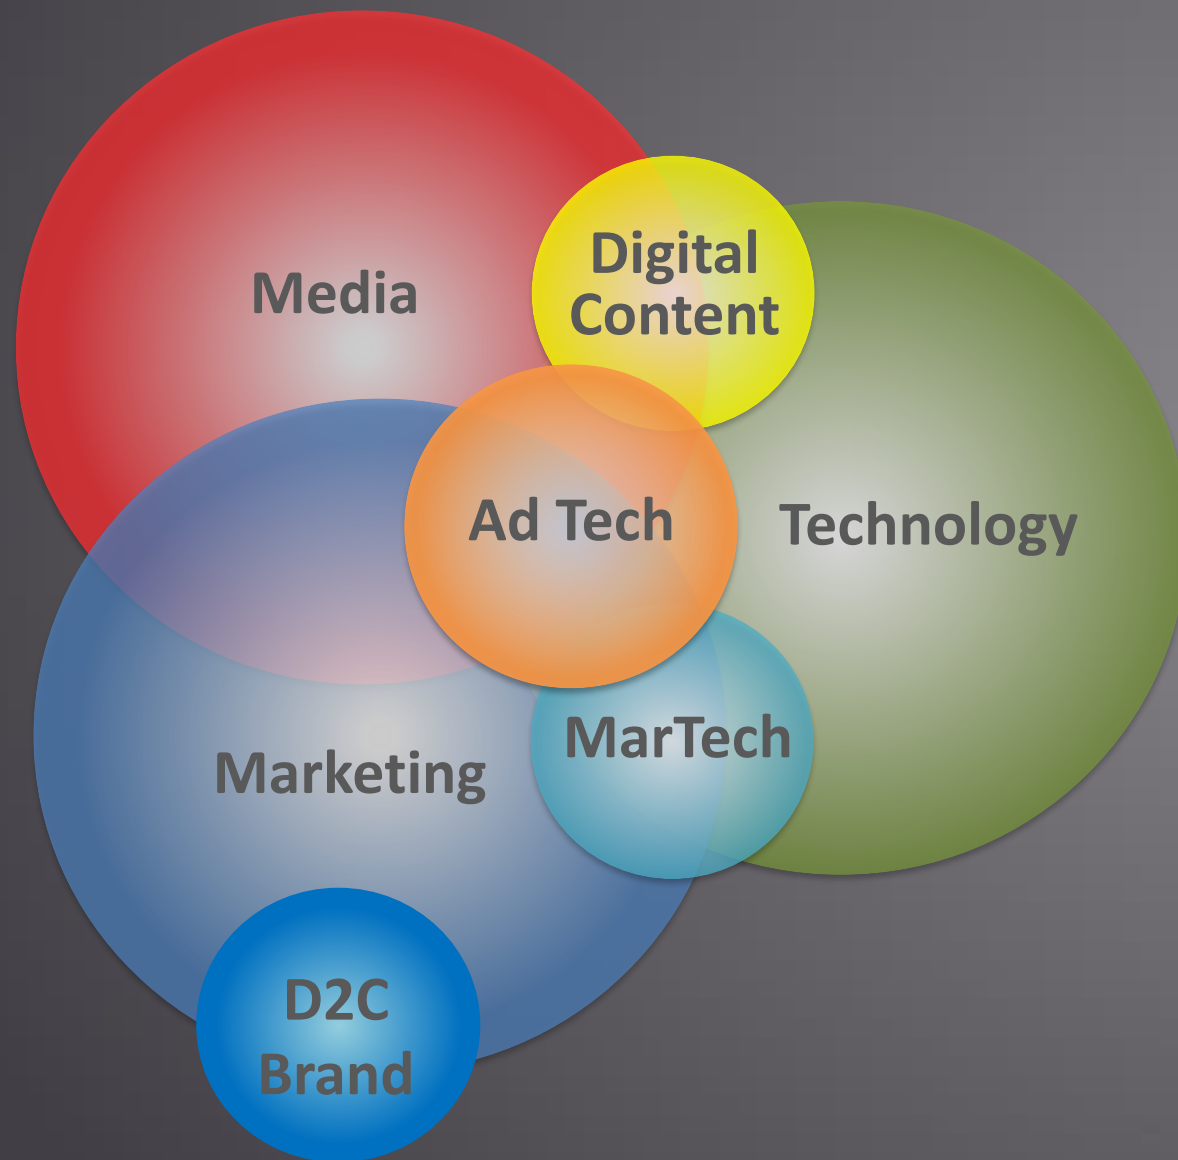 Media
Digital
Content
Ad Tech
Technology
MarTech
Marketing
D2C
Brand